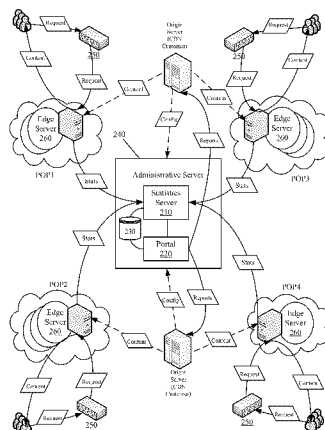 Request
250
Content
Request
Origin
Server
(CDN
Customer)
Content
Config
Content
Reports
Request
250
Content
Request
Edge
Server
260
POP1
Edge
Server
260
POP3
Stats
Stats
240
Administrative Server
Statistics
Server
210
230
Portal
220
Stats
Stats
POP2
POP4
Config
Reports
Edge
Server
260
Edge
Server
260
Content
Content
Origin
Server
(CDN
Customer)
Content
Request
Request
250
Request
Content
Request
250